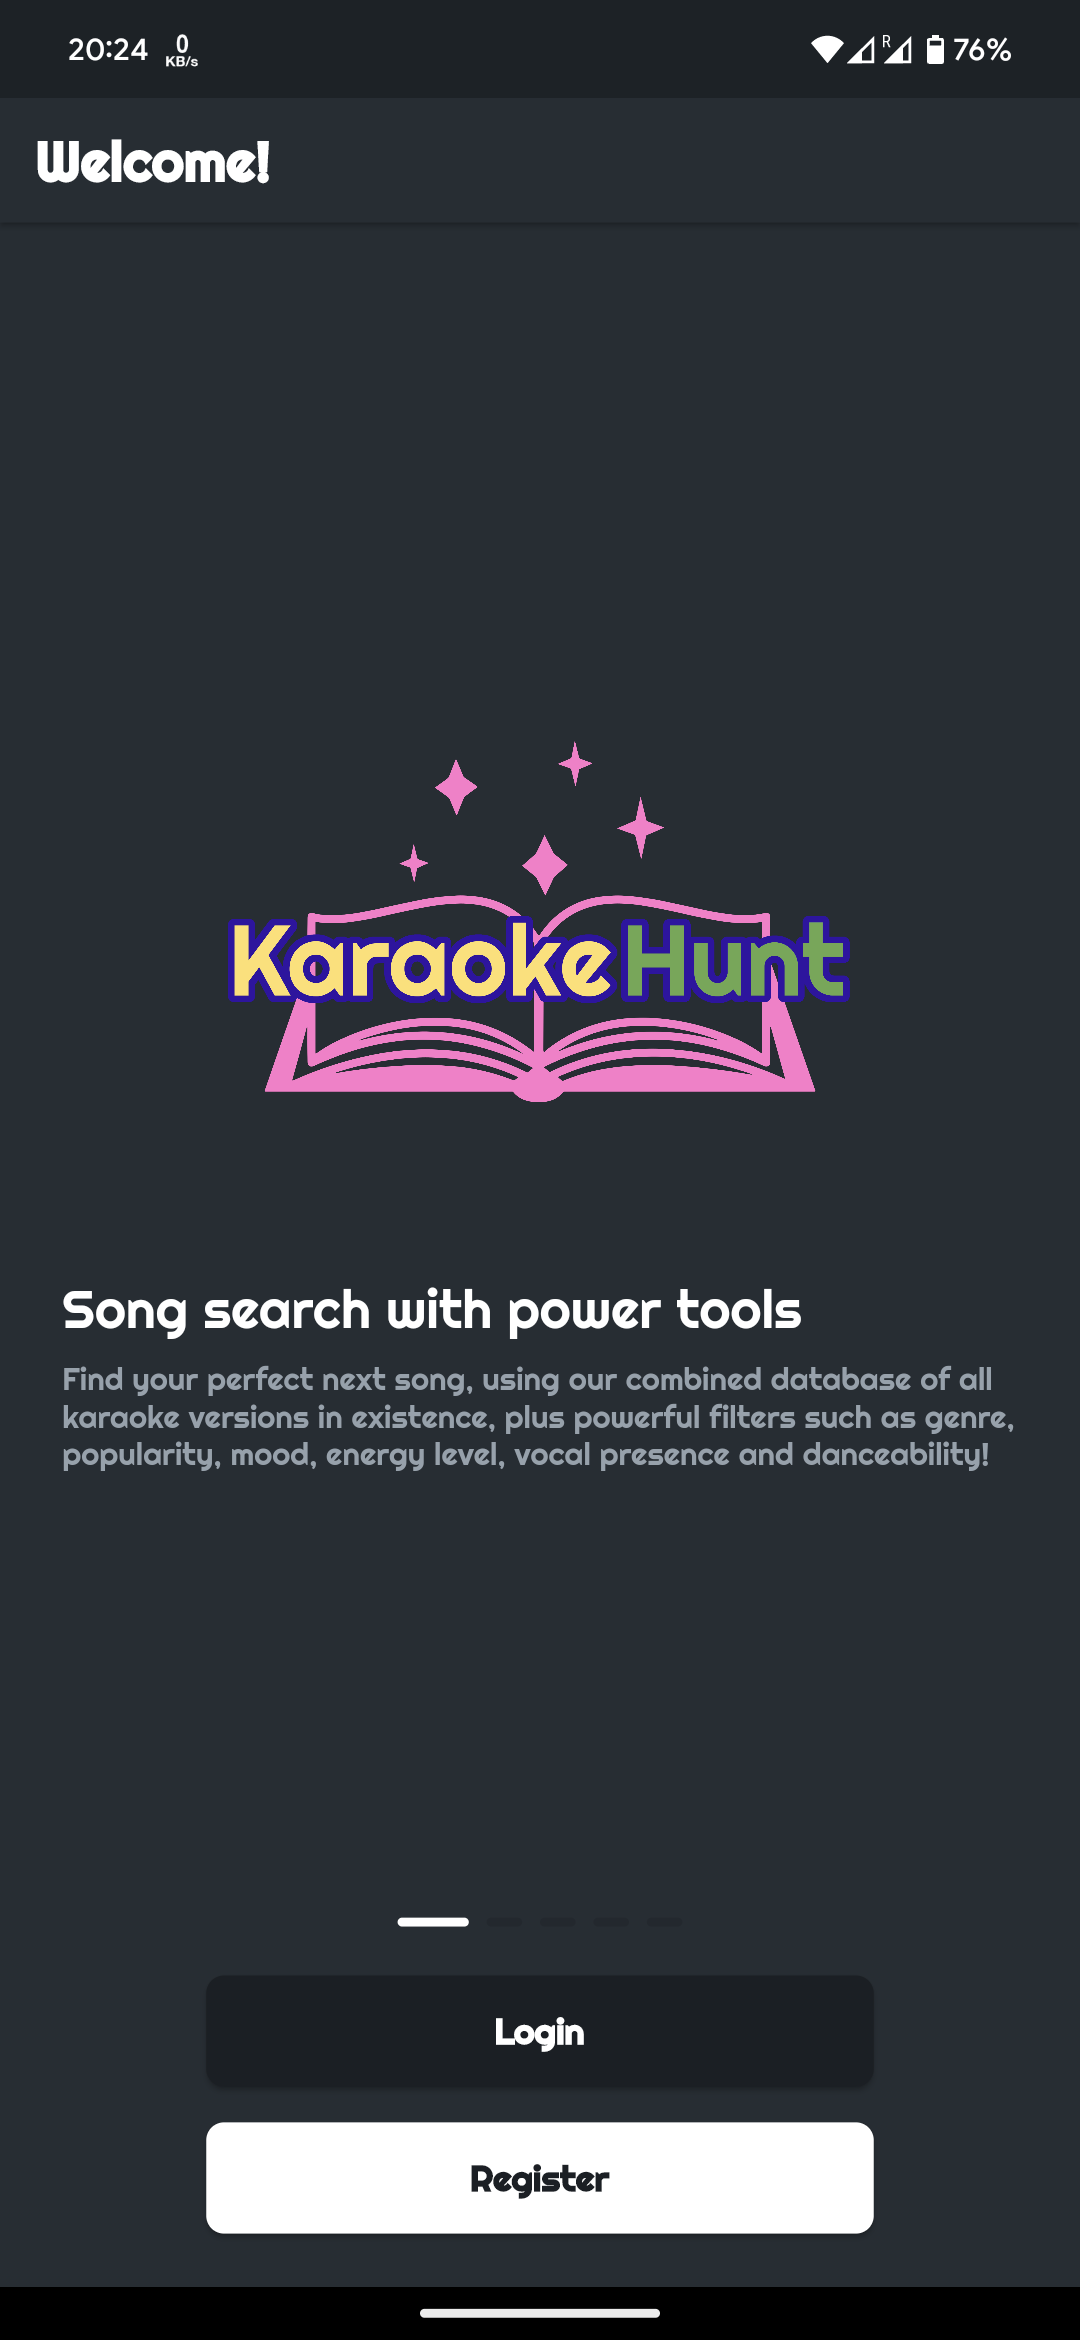 20:24 0 KB/s R 76%
Welcome!
Karaoke Hunt
Song search with power tools
Find your perfect next song, using our combined database of all
karaoke versions in existence, plus powerful filters such as genre,
popularity, mood, energy level, vocal presence and danceability!
Login
Register